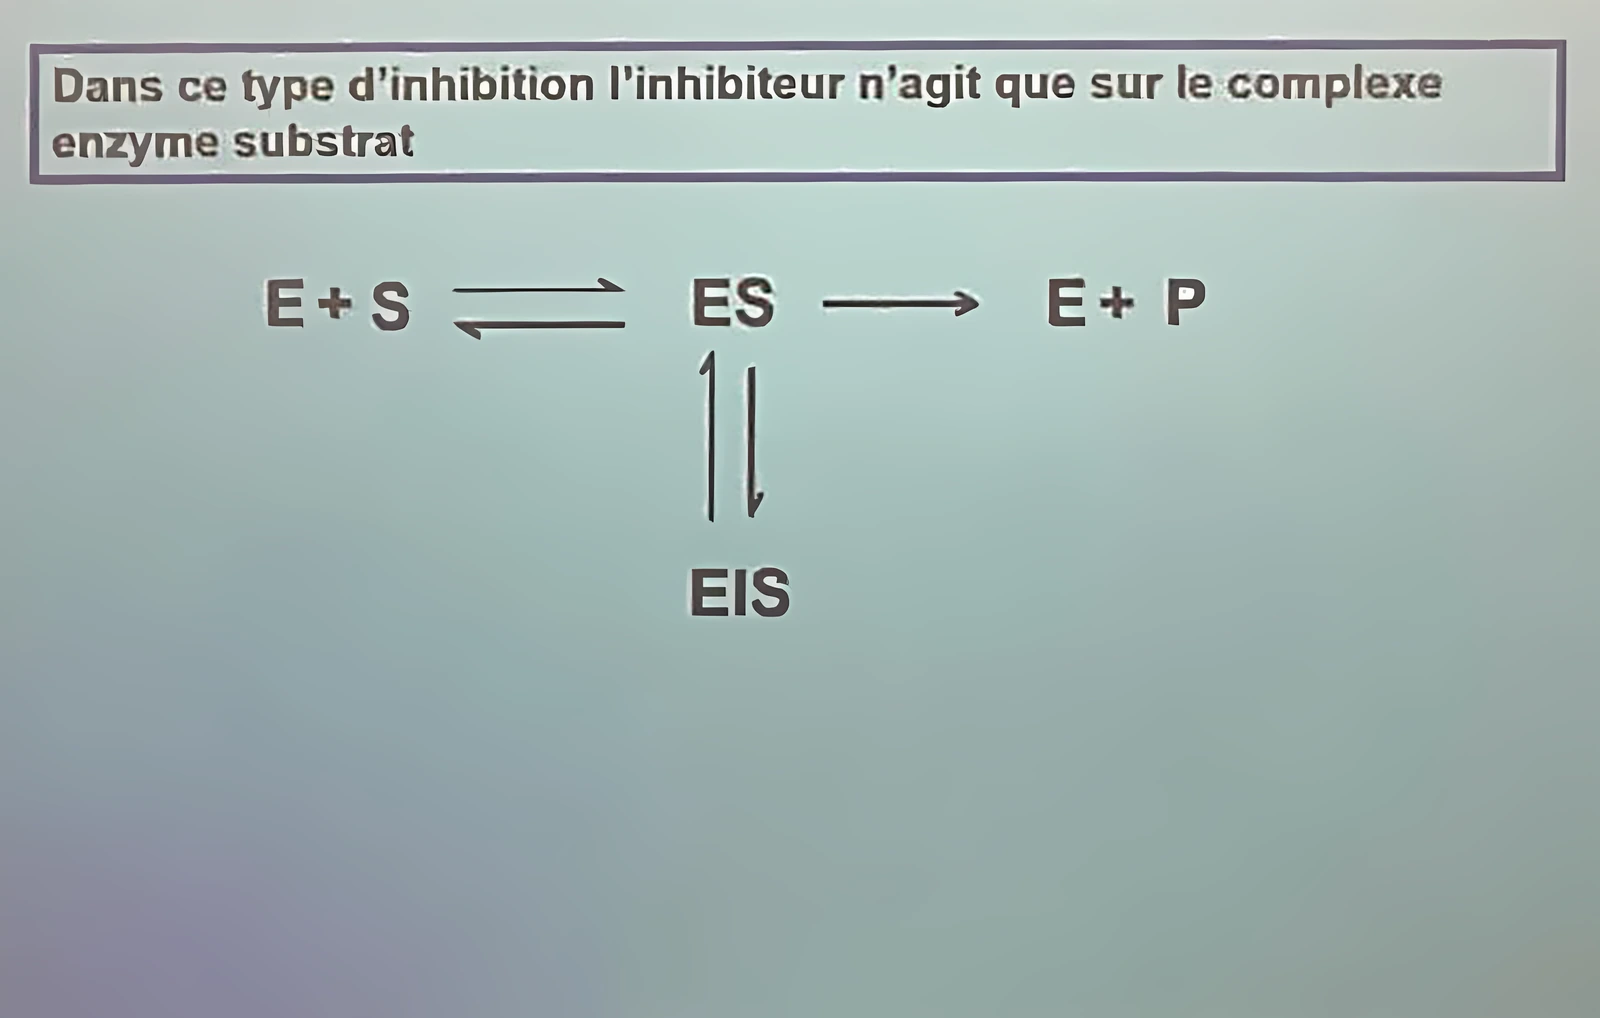 Dans ce type d'inhibition l'inhibiteur n'agit que sur le complexe
enzyme substrat
E + S ⇌ ES ⟶ E + P
EIS